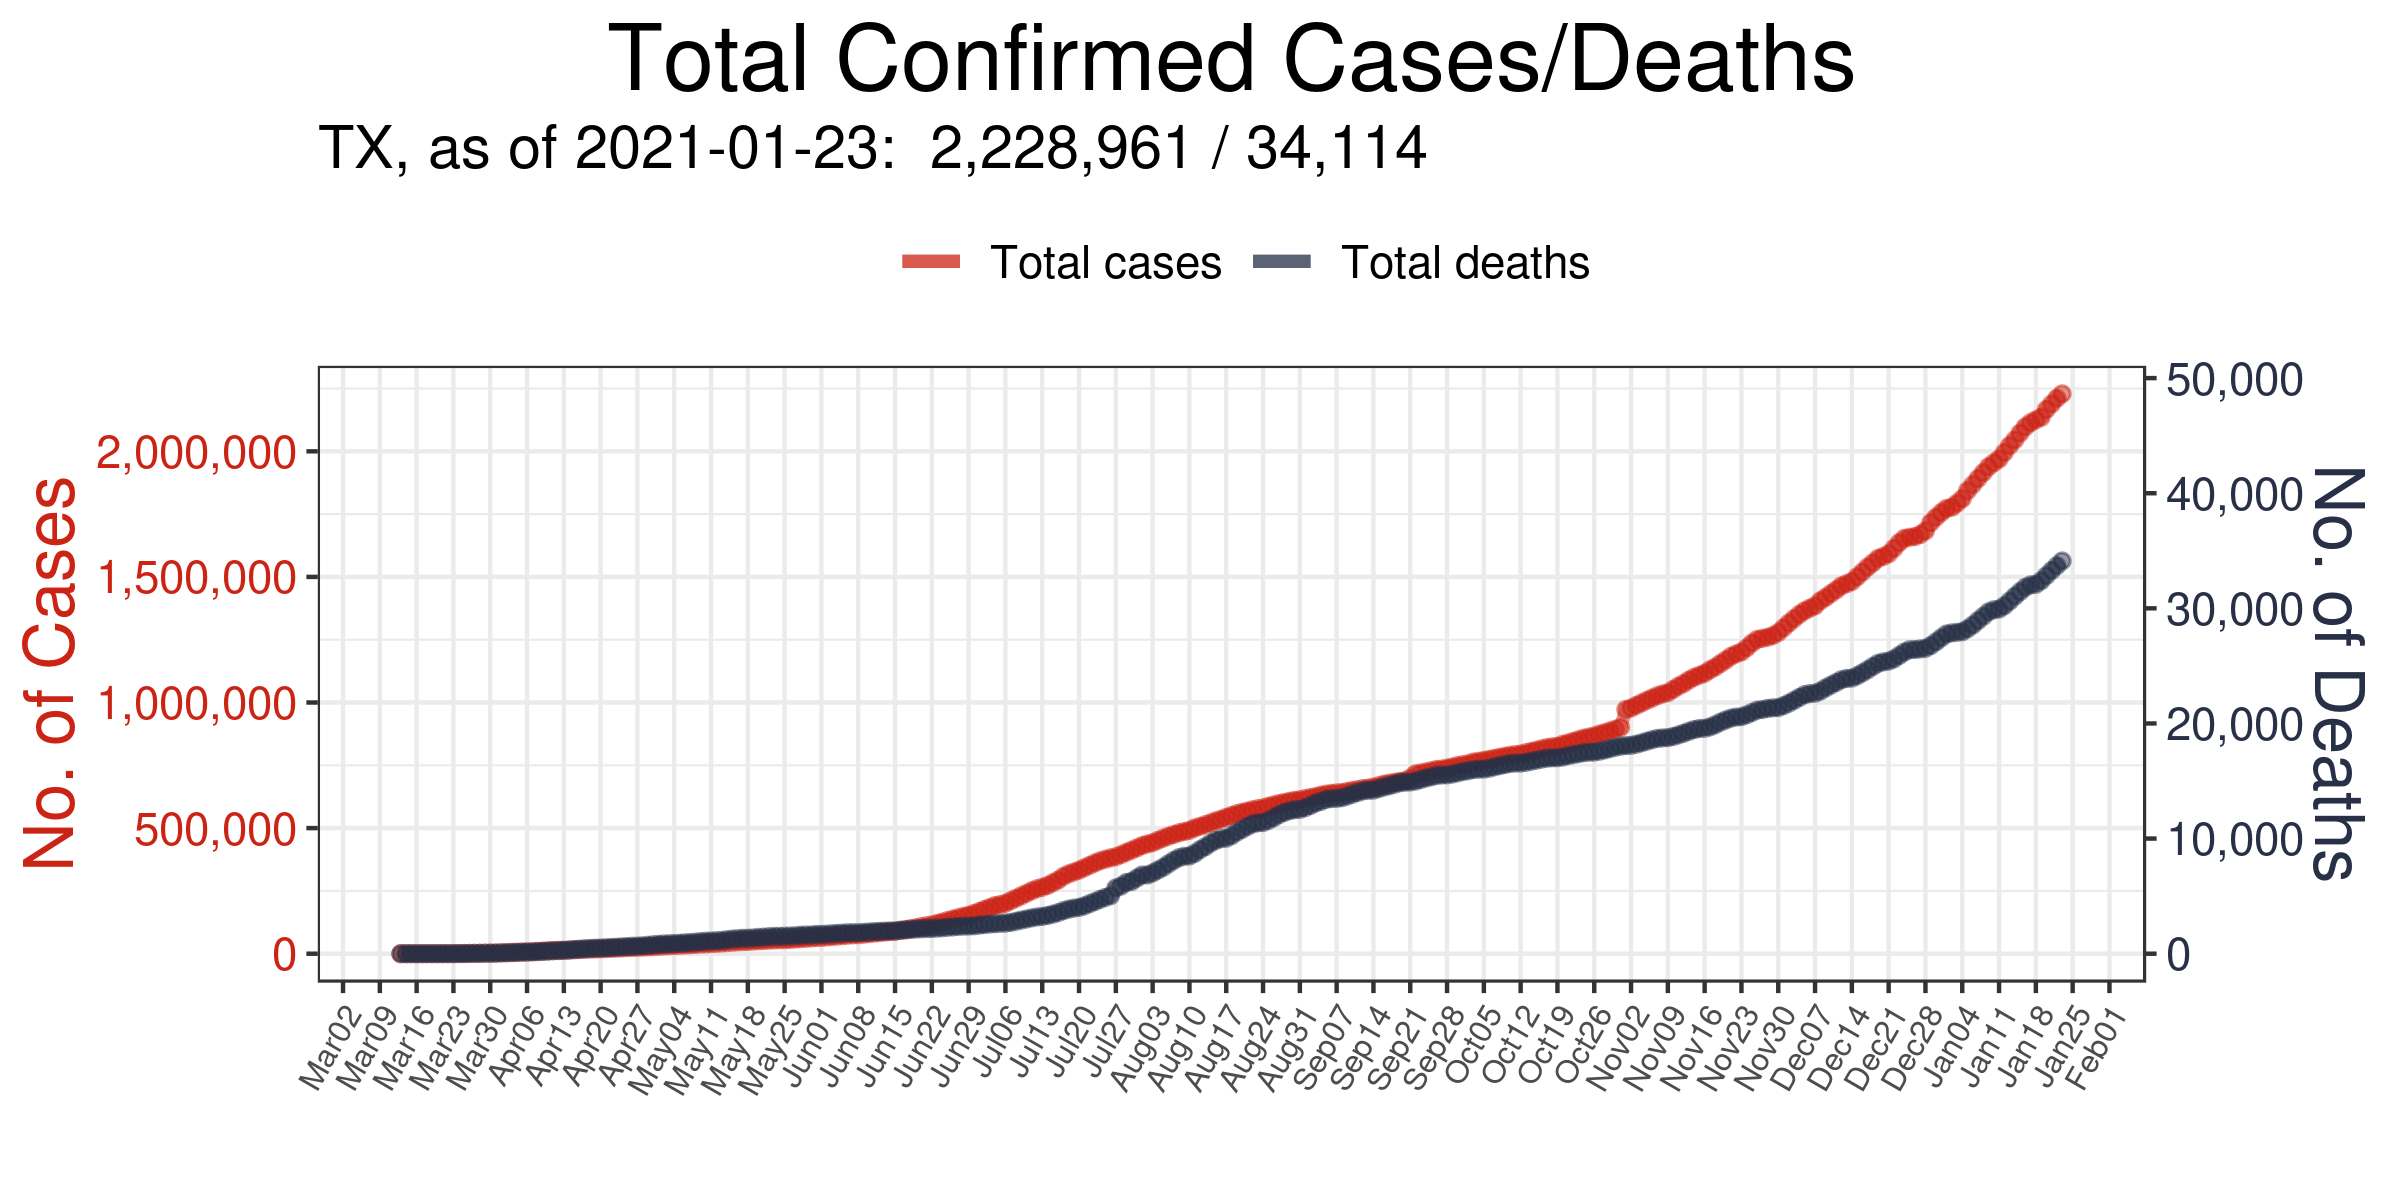 Total Confirmed Cases/Deaths
TX, as of 2021-01-23:  2,228,961 / 34,114
Total cases
Total deaths
No. of Cases
2,000,000
1,500,000
1,000,000
500,000
0
50,000
40,000
30,000
20,000
10,000
0
No. of Deaths
Mar02
Mar09
Mar16
Mar23
Mar30
Apr06
Apr13
Apr20
Apr27
May04
May11
May18
May25
Jun01
Jun08
Jun15
Jun22
Jun29
Jul06
Jul13
Jul20
Jul27
Aug03
Aug10
Aug17
Aug24
Aug31
Sep07
Sep14
Sep21
Sep28
Oct05
Oct12
Oct19
Oct26
Nov02
Nov09
Nov16
Nov23
Nov30
Dec07
Dec14
Dec21
Dec28
Jan04
Jan11
Jan18
Jan25
Feb01